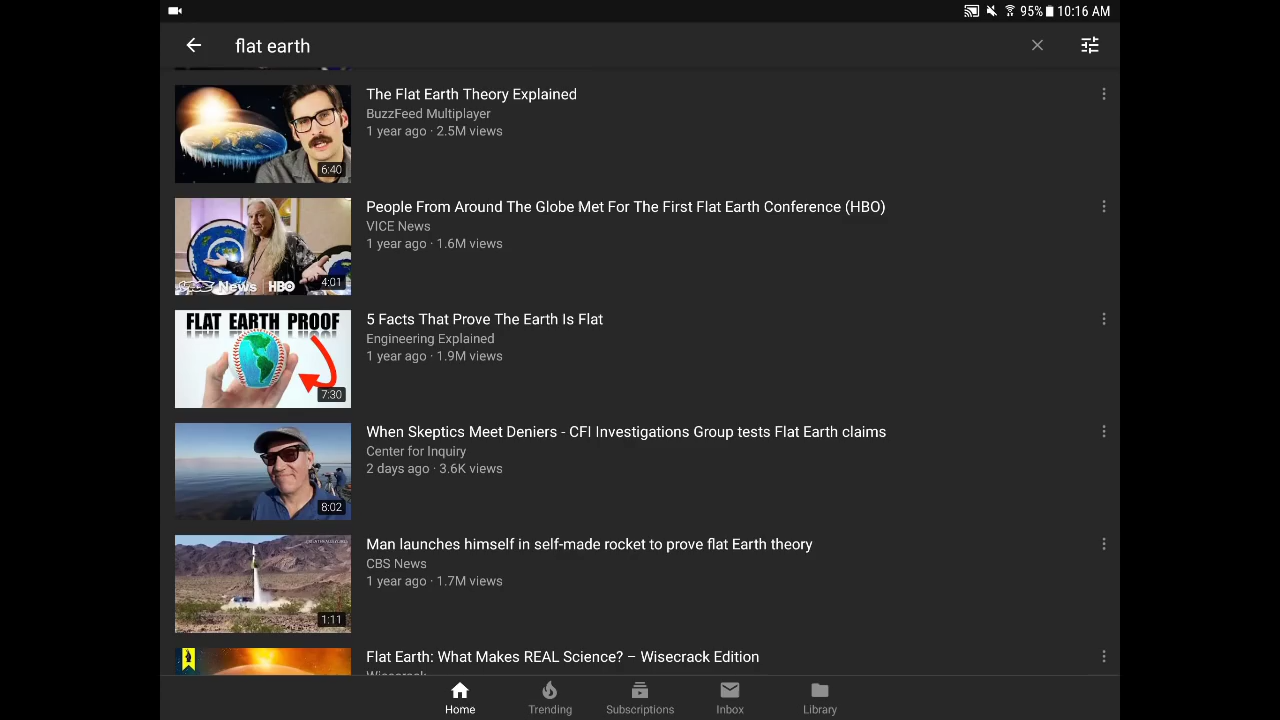 95% 10:16 AM
flat earth
The Flat Earth Theory Explained
BuzzFeed Multiplayer
1 year ago · 2.5M views
6:40
People From Around The Globe Met For The First Flat Earth Conference (HBO)
VICE News
1 year ago · 1.6M views
News HBO
4:01
FLAT EARTH PROOF
5 Facts That Prove The Earth Is Flat
Engineering Explained
1 year ago · 1.9M views
7:30
When Skeptics Meet Deniers - CFI Investigations Group tests Flat Earth claims
Center for Inquiry
2 days ago · 3.6K views
8:02
Man launches himself in self-made rocket to prove flat Earth theory
CBS News
1 year ago · 1.7M views
1:11
Flat Earth: What Makes REAL Science? – Wisecrack Edition
Wisecrack
Home Trending Subscriptions Inbox Library